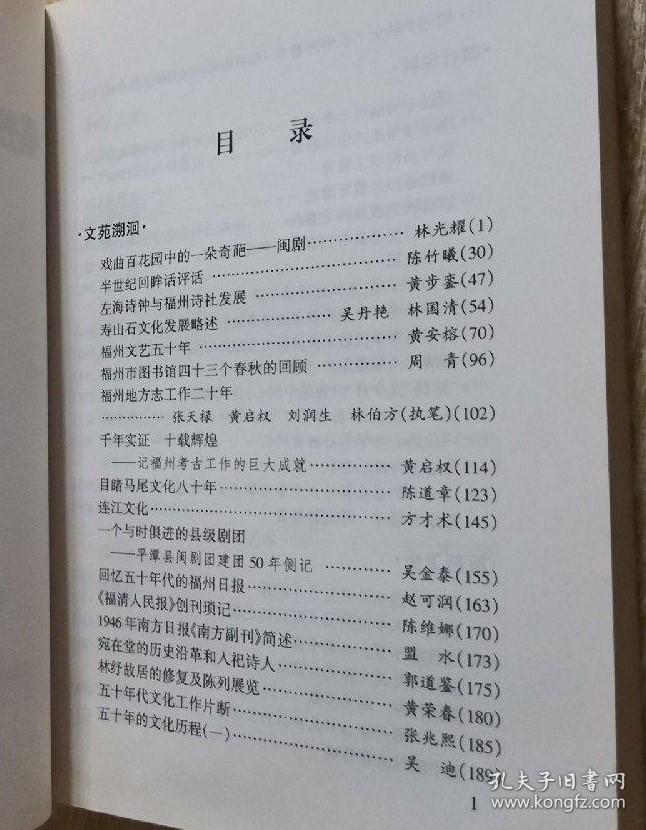 目 录
·文苑溯洄·
戏曲百花园中的一朵奇葩——闽剧…………林光耀(1)
半世纪回眸话评话…………陈竹曦(30)
左海诗钟与福州诗社发展…………黄步銮(47)
寿山石文化发展略述…………吴丹艳 林国清(54)
福州文艺五十年…………黄安榕(70)
福州市图书馆四十三个春秋的回顾…………周 青(96)
福州地方志工作二十年
…………张天禄 黄启权 刘润生 林伯方(执笔)(102)
千年实证 十载辉煌
——记福州考古工作的巨大成就…………黄启权(114)
目睹马尾文化八十年…………陈道章(123)
连江文化…………方才术(145)
一个与时俱进的县级剧团
——平潭县闽剧团建团50年侧记…………吴金泰(155)
回忆五十年代的福州日报…………赵可润(163)
《福清人民报》创刊琐记…………陈维娜(170)
1946年南方日报《南方副刊》简述…………盟 水(173)
宛在堂的历史沿革和入祀诗人…………郭道鉴(175)
林纾故居的修复及陈列展览…………黄荣春(180)
五十年代文化工作片断…………张兆熙(185)
五十年的文化历程(一)…………吴 迪(189)
1
孔夫子旧书网
www.kongfz.com